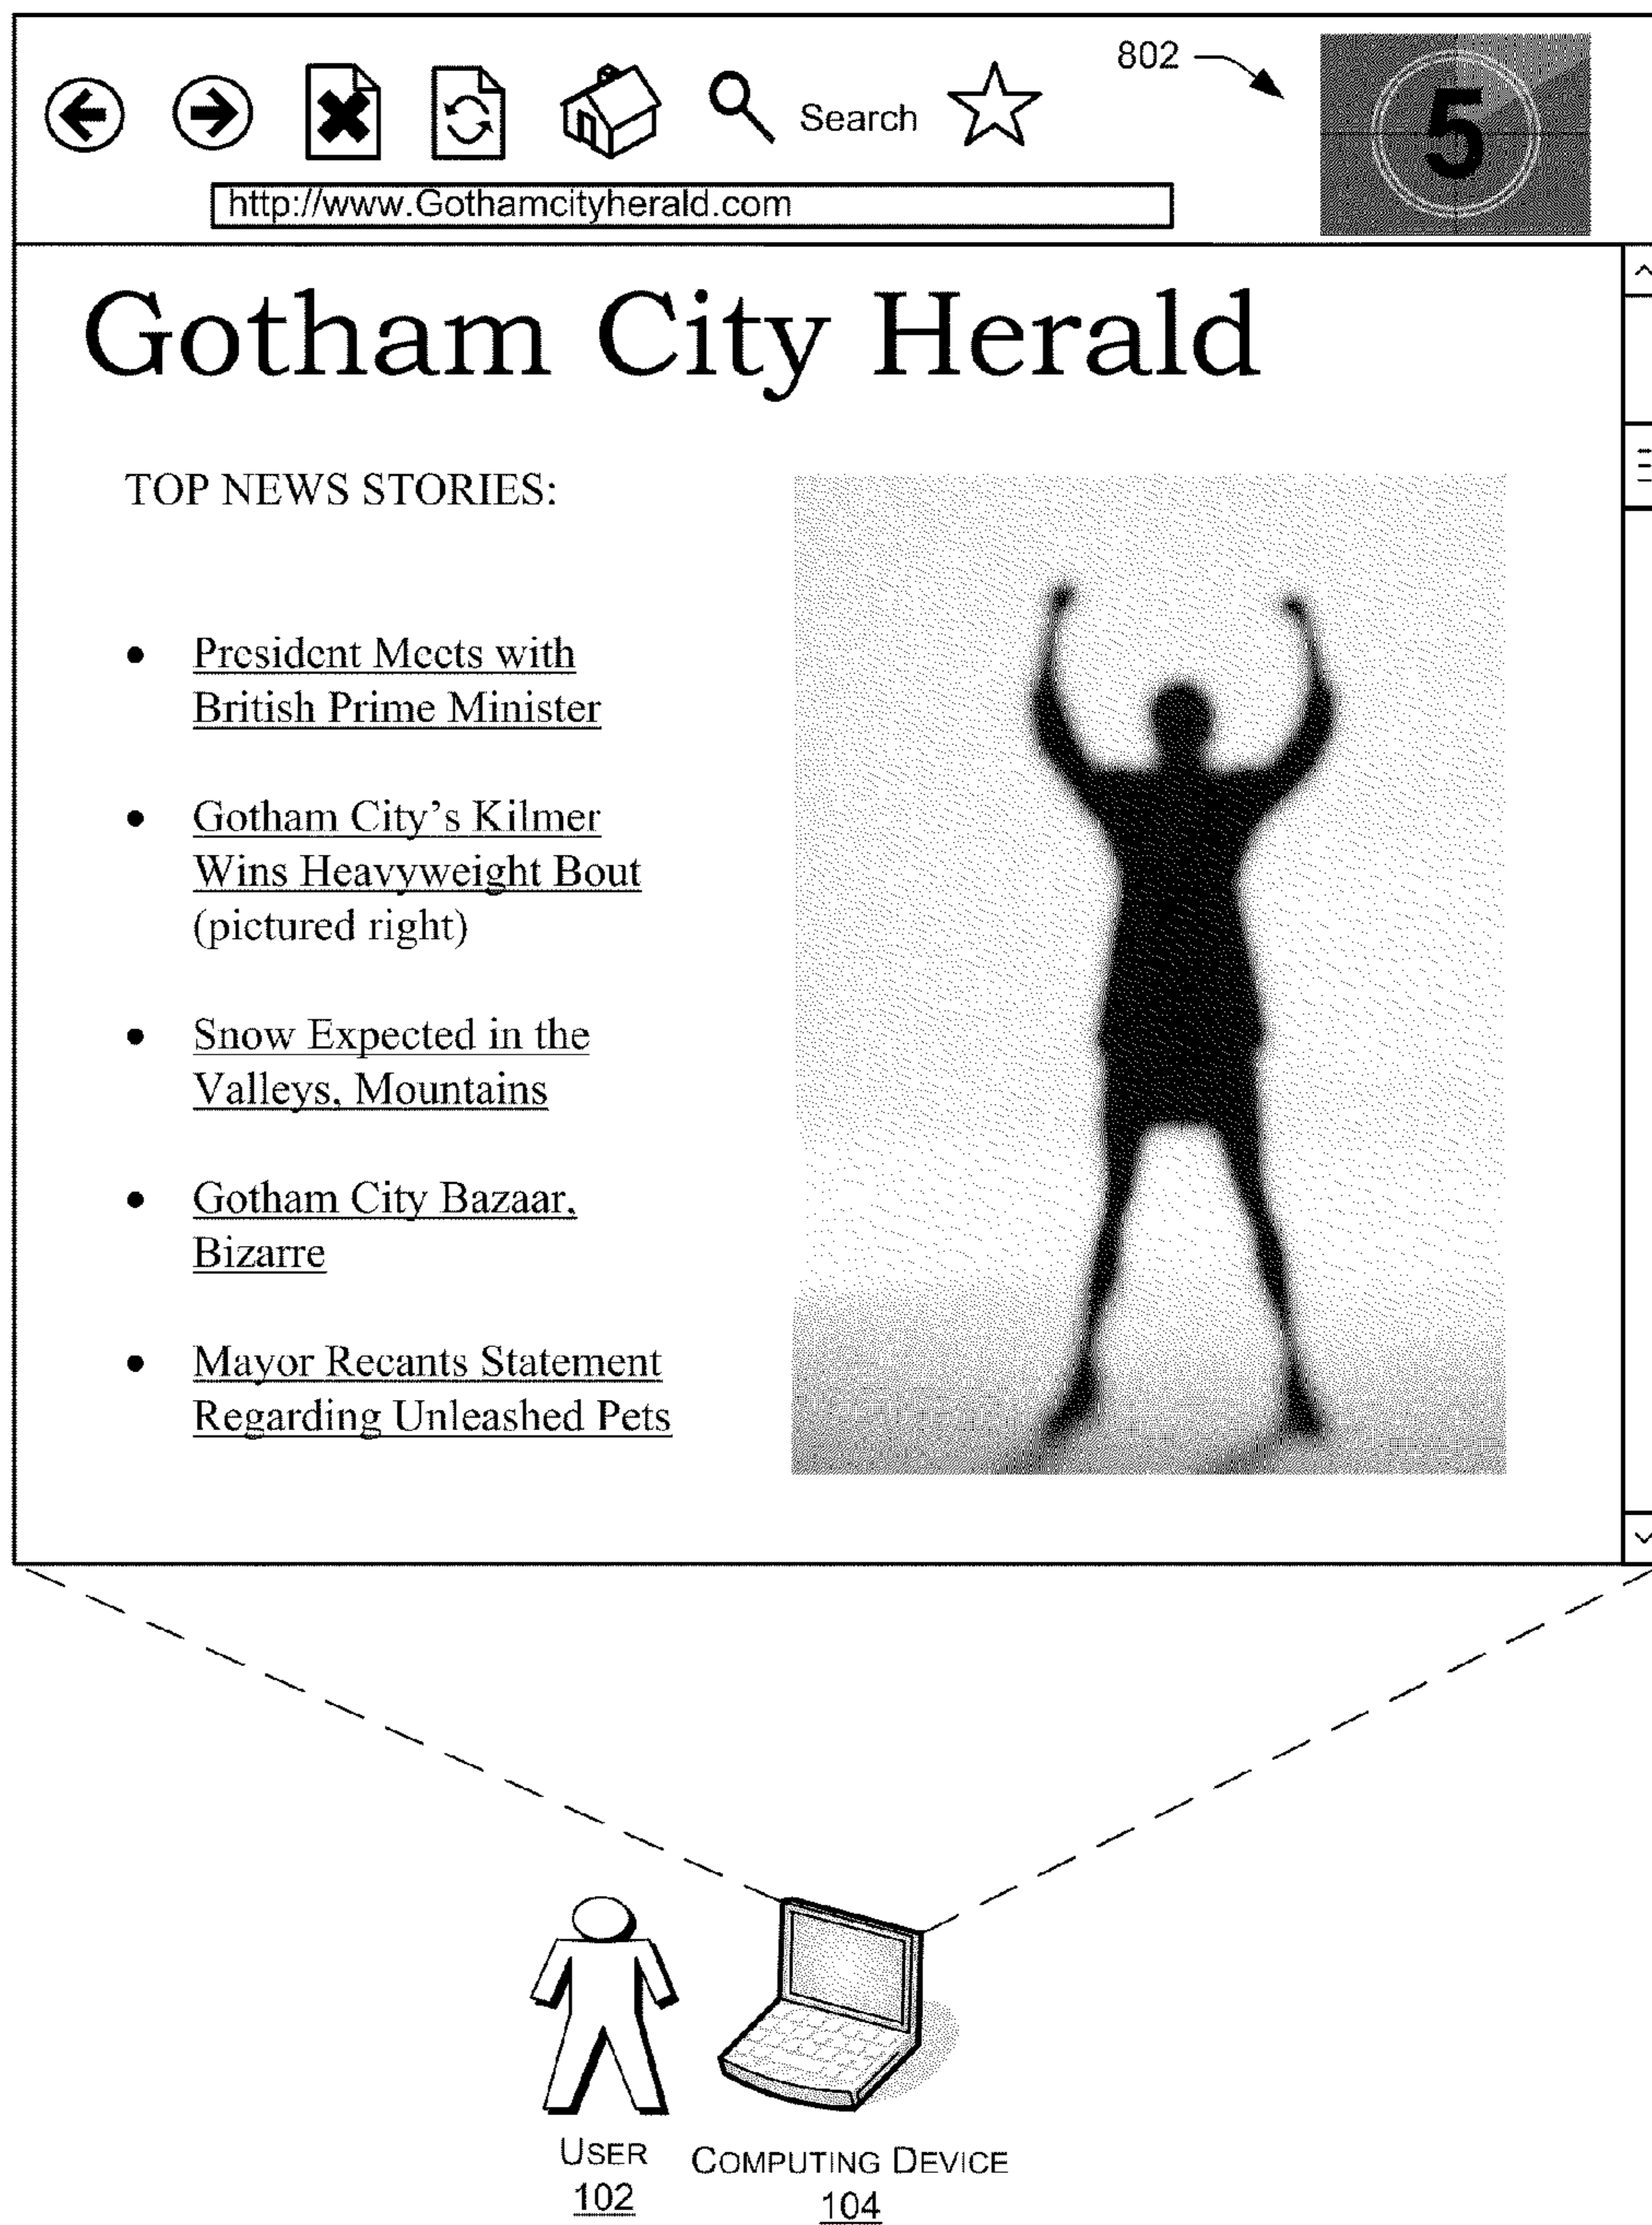 802
5
Search
http://www.Gothamcityherald.com
Gotham City Herald
TOP NEWS STORIES:
• President Meets with
British Prime Minister
• Gotham City's Kilmer
Wins Heavyweight Bout
(pictured right)
• Snow Expected in the
Valleys, Mountains
• Gotham City Bazaar,
Bizarre
• Mayor Recants Statement
Regarding Unleashed Pets
USER
102
COMPUTING DEVICE
104